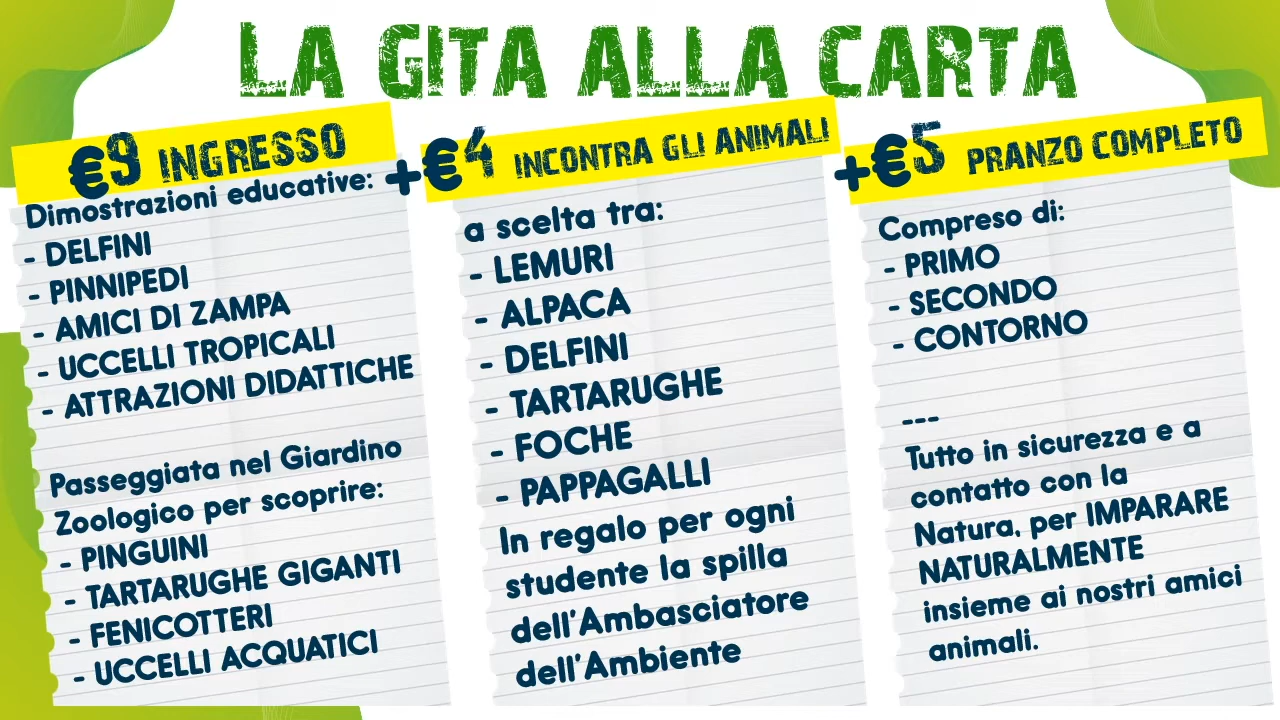 LA GITA ALLA CARTA
€9 INGRESSO
Dimostrazioni educative:
- DELFINI
- PINNIPEDI
- AMICI DI ZAMPA
- UCCELLI TROPICALI
- ATTRAZIONI DIDATTICHE
Passeggiata nel Giardino
Zoologico per scoprire:
- PINGUINI
- TARTARUGHE GIGANTI
- FENICOTTERI
- UCCELLI ACQUATICI
+€4 INCONTRA GLI ANIMALI
a scelta tra:
- LEMURI
- ALPACA
- DELFINI
- TARTARUGHE
- FOCHE
- PAPPAGALLI
In regalo per ogni
studente la spilla
dell'Ambasciatore
dell'Ambiente
+€5 PRANZO COMPLETO
Compreso di:
- PRIMO
- SECONDO
- CONTORNO
---
Tutto in sicurezza e a
contatto con la
Natura, per IMPARARE
NATURALMENTE
insieme ai nostri amici
animali.